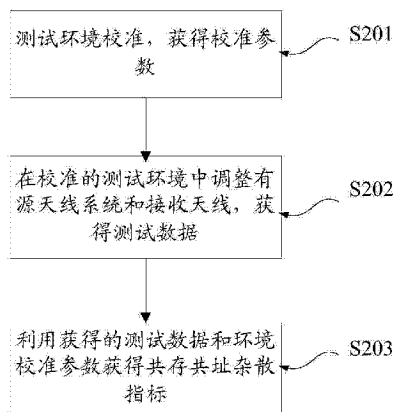 测试环境校准，获得校准参
数
S201
在校准的测试环境中调整有
源天线系统和接收天线，获
得测试数据
S202
利用获得的测试数据和环境
校准参数获得共存共址杂散
指标
S203